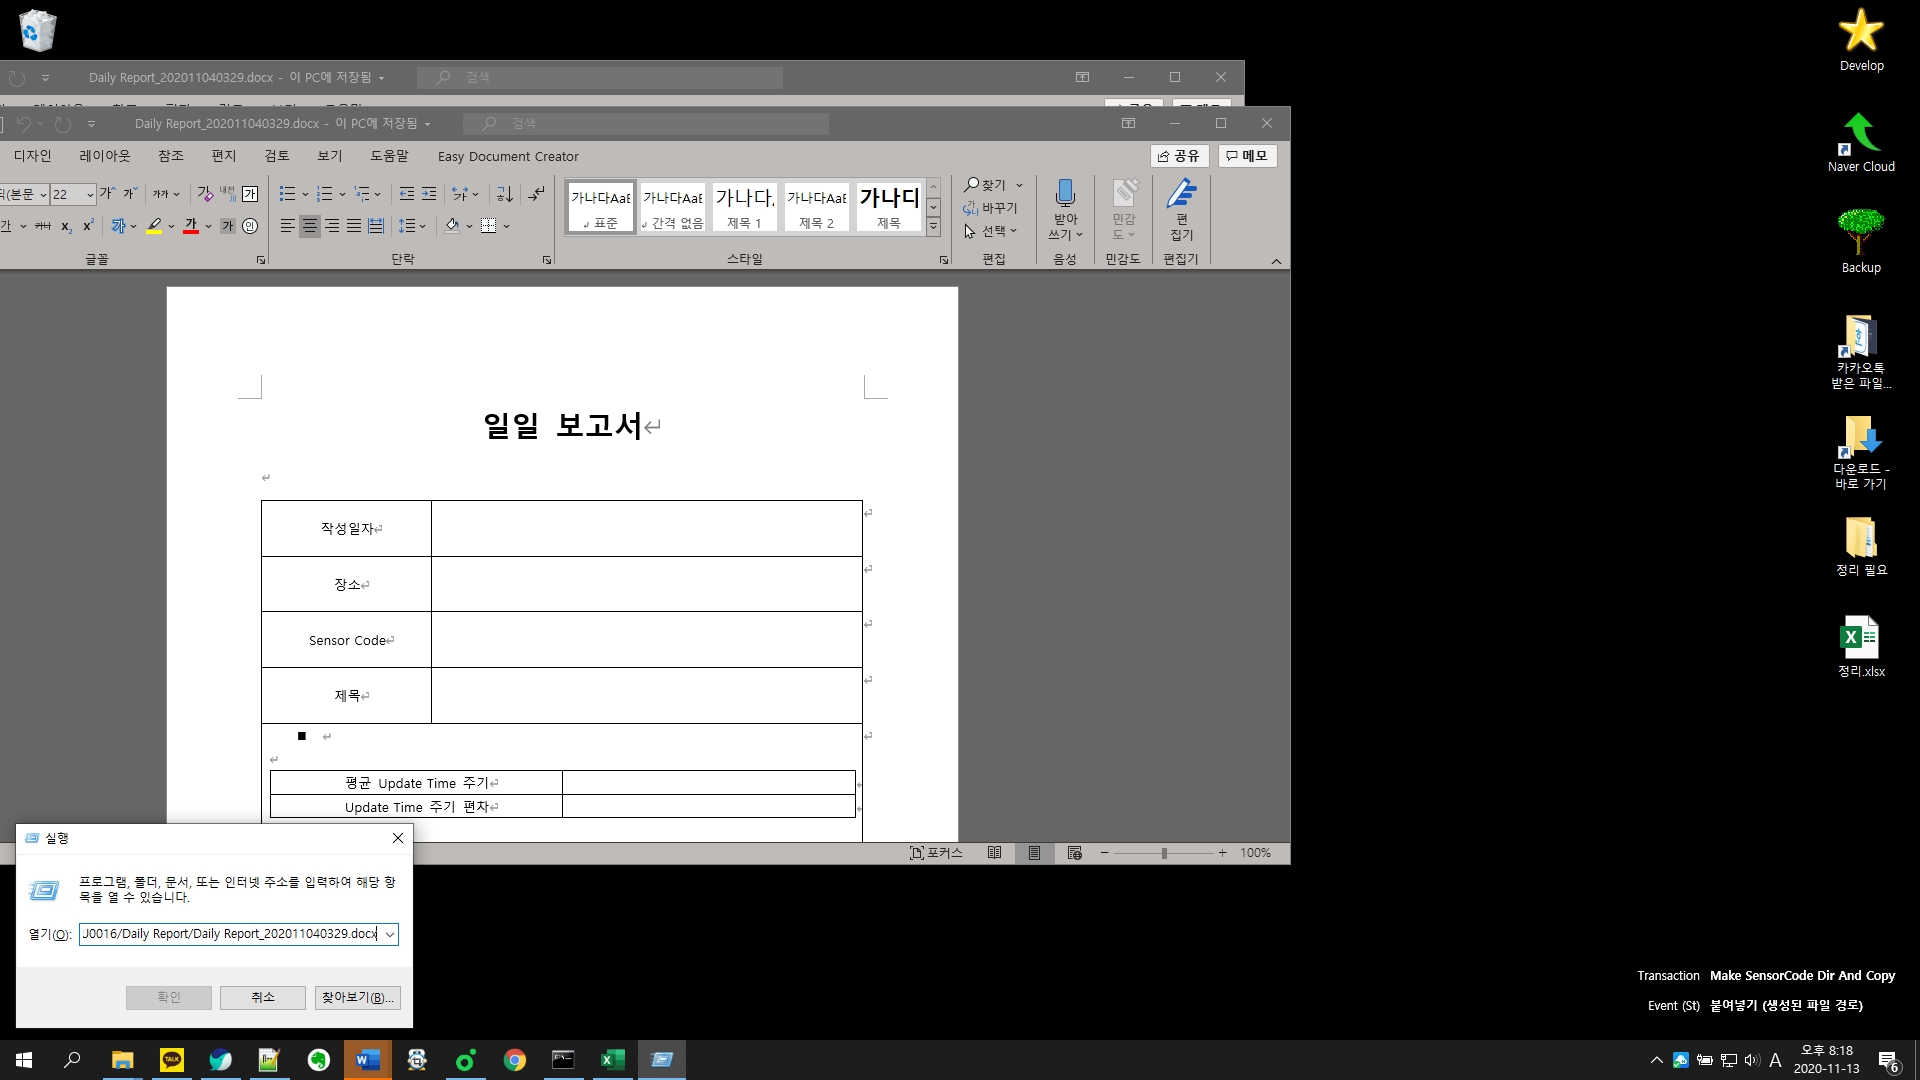 Daily Report_202011040329.docx - 이 PC에 저장됨
검색
Daily Report_202011040329.docx - 이 PC에 저장됨
검색
디자인 레이아웃 참조 편지 검토 보기 도움말 Easy Document Creator
공유 메모
22
가나다AaB 가나다AaB 가나다, 가나다AaB 가나다
표준 간격 없음 제목 1 제목 2 제목
찾기
바꾸기
선택
받아
쓰기
민감
도
편
집기
글꼴 단락 스타일 편집 음성 민감도 편집기
일일 보고서
작성일자
장소
Sensor Code
제목
평균 Update Time 주기
Update Time 주기 편차
포커스 100%
실행
프로그램, 폴더, 문서, 또는 인터넷 주소를 입력하여 해당 항
목을 열 수 있습니다.
열기(O): J0016/Daily Report/Daily Report_202011040329.docx
확인 취소 찾아보기(B)...
Develop
Naver Cloud
Backup
카카오톡
받은 파일...
다운로드 -
바로 가기
정리 필요
정리.xlsx
Transaction Make SensorCode Dir And Copy
Event (St) 붙여넣기 (생성된 파일 경로)
TALK
A
오후 8:18
2020-11-13
6